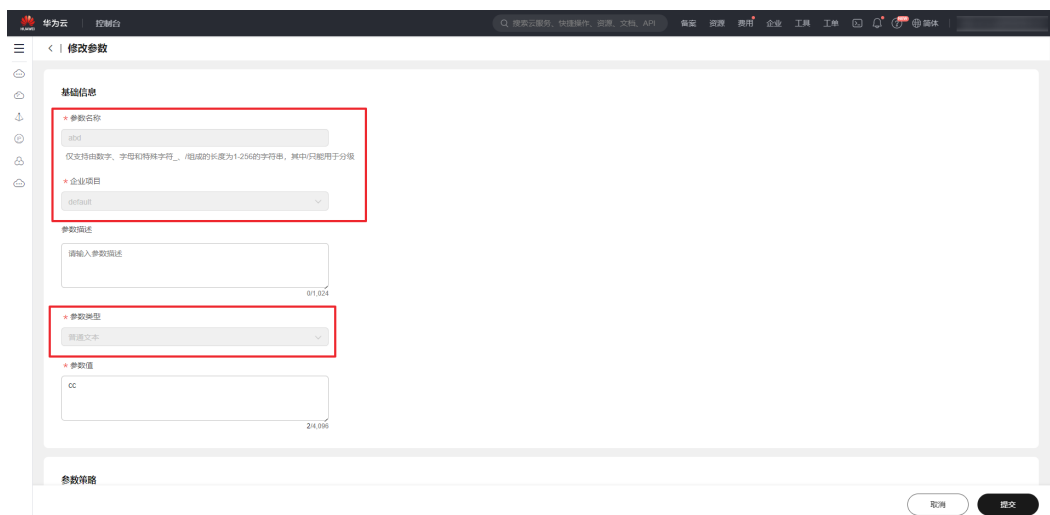 HUAWEI 华为云 控制台 搜索云服务、快捷操作、资源、文档、API 备案 资源 费用 企业 工具 工单 NEW 简体
修改参数
基础信息
* 参数名称
abd
仅支持由数字、字母和特殊字符_、/组成的长度为1-256的字符串，其中/只能用于分级
* 企业项目
default
参数描述
请输入参数描述
0/1,024
* 参数类型
普通文本
* 参数值
cc
2/4,096
参数策略
取消 提交